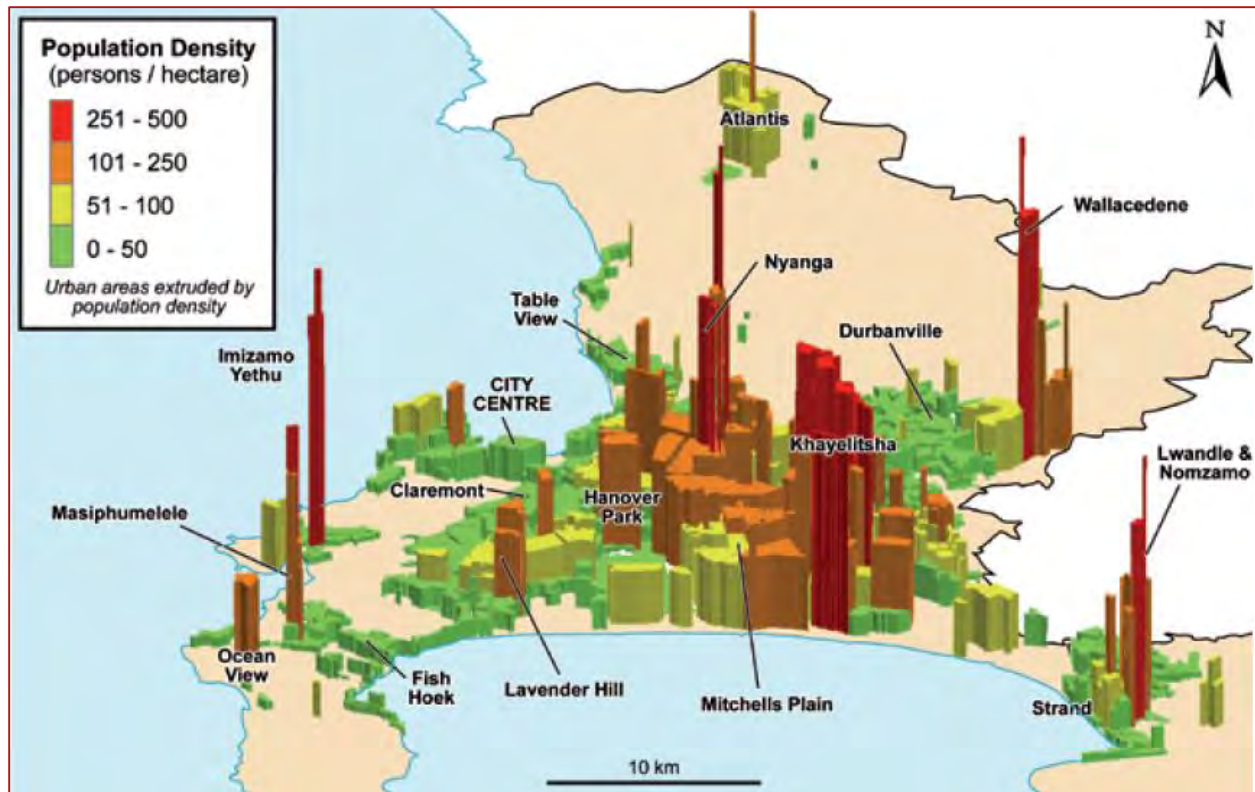 Population Density
(persons / hectare)
251 - 500
101 - 250
51 - 100
0 - 50
Urban areas extruded by
population density
N
Atlantis
Wallacedene
Nyanga
Table
View
Durbanville
Imizamo
Yethu
CITY
CENTRE
Khayelitsha
Lwandle &
Nomzamo
Claremont
Hanover
Park
Masiphumelele
Ocean
View
Fish
Hoek
Lavender Hill
Mitchells Plain
Strand
10 km